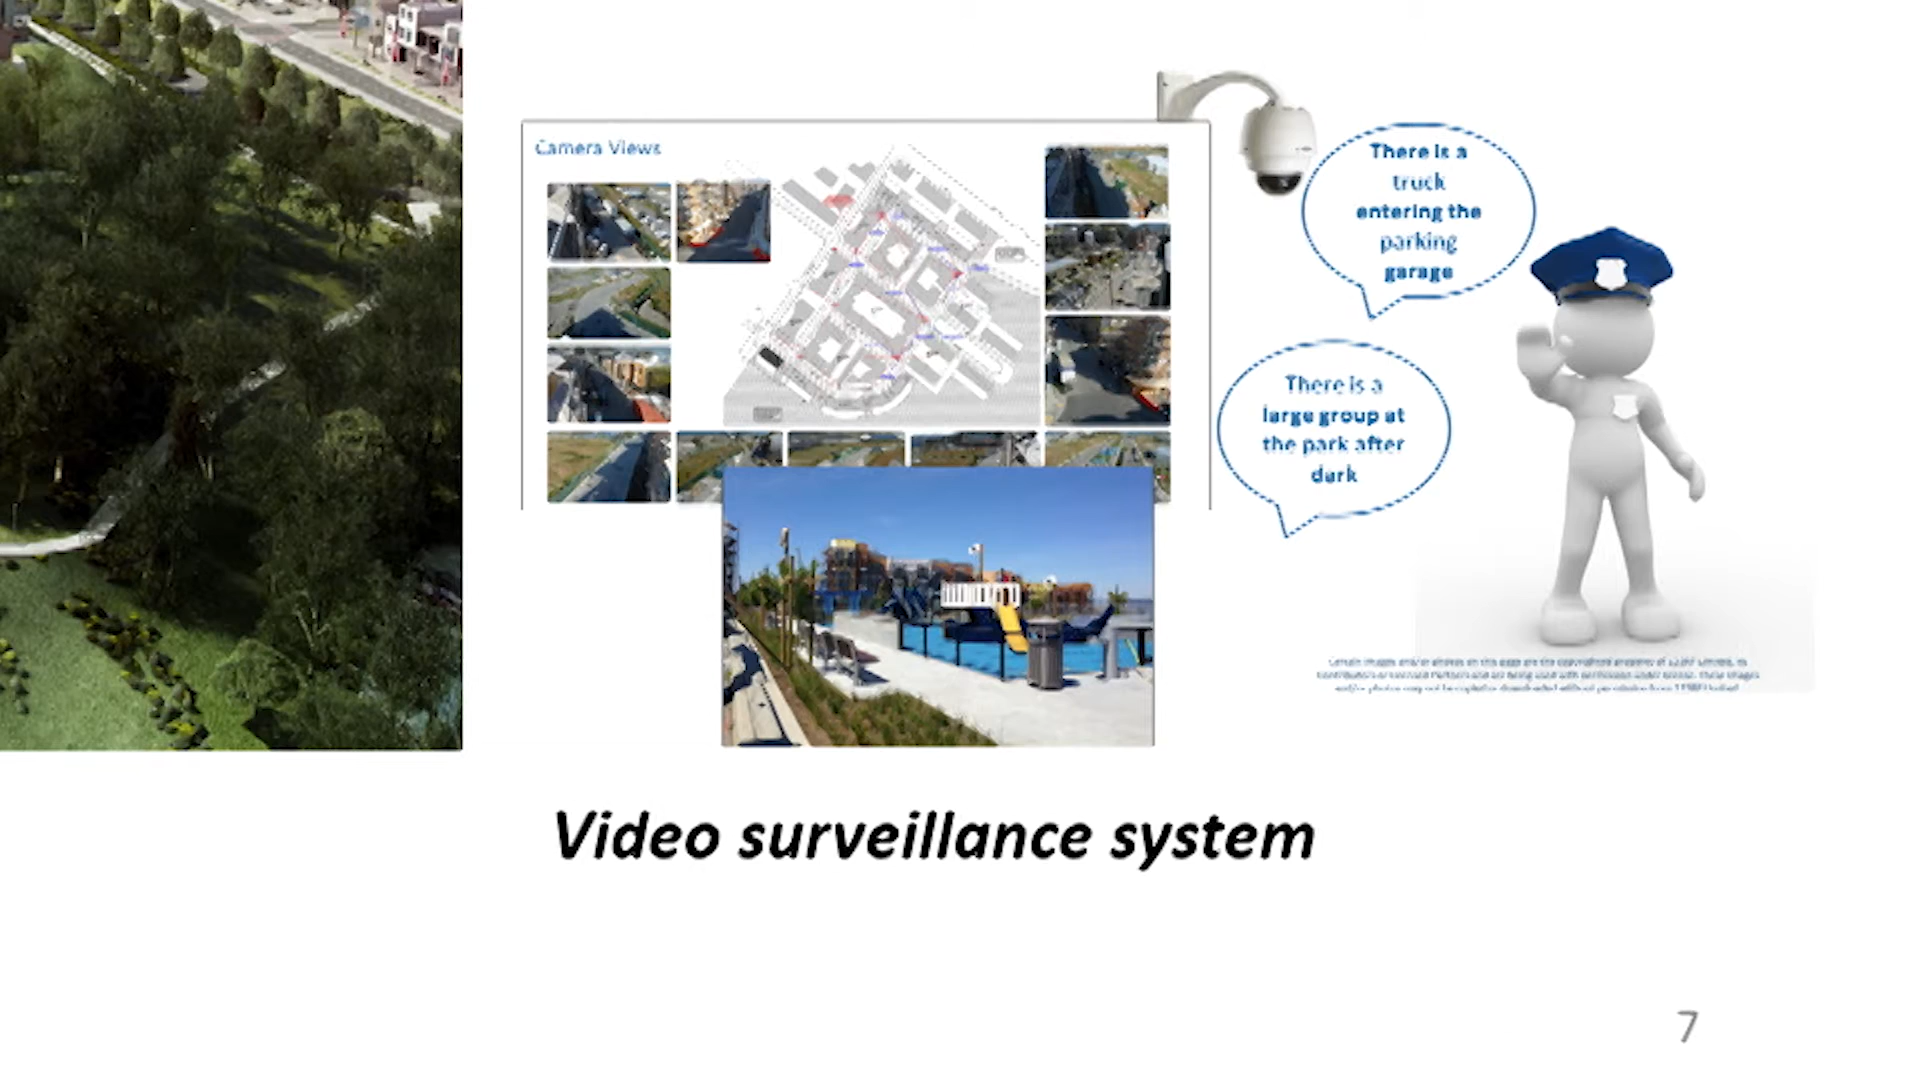 Camera Views
There is a
truck
entering the
parking
garage
There is a
large group at
the park after
dark
Video surveillance system
7